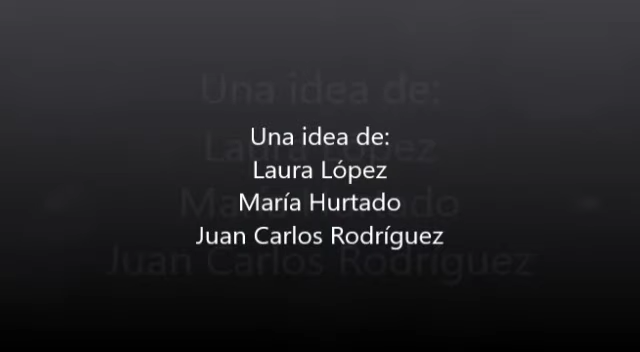 Una idea de:
Laura López
María Hurtado
Juan Carlos Rodríguez